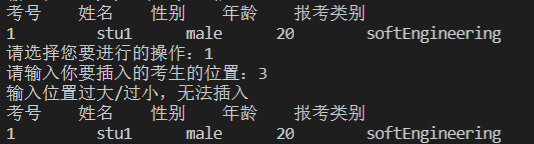 考号 姓名 性别 年龄 报考类别
1 stu1 male 20 softEngineering
请选择您要进行的操作：1
请输入你要插入的考生的位置：3
输入位置过大/过小，无法插入
考号 姓名 性别 年龄 报考类别
1 stu1 male 20 softEngineering